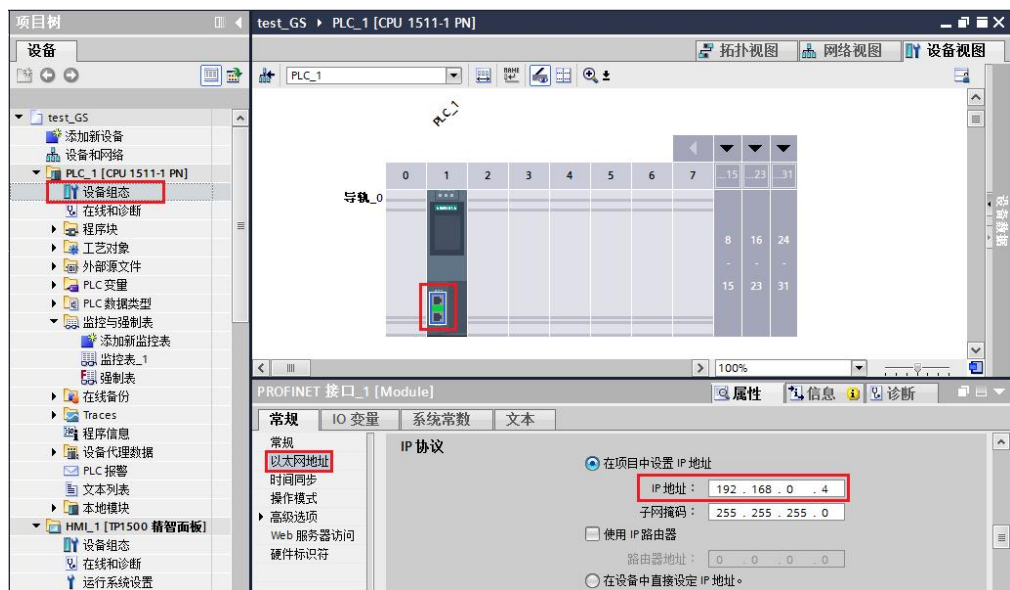 项目树
设备
test_GS
添加新设备
设备和网络
PLC_1 [CPU 1511-1 PN]
设备组态
在线和诊断
程序块
工艺对象
外部源文件
PLC 变量
PLC 数据类型
监控与强制表
添加新监控表
监控表_1
强制表
在线备份
Traces
程序信息
设备代理数据
PLC 报警
文本列表
本地模块
HMI_1 [TP1500 精智面板]
设备组态
在线和诊断
运行系统设置
test_GS ▸ PLC_1 [CPU 1511-1 PN]
拓扑视图 网络视图 设备视图
PLC_1
PLC_1
...15 ...23 ...31
0 1 2 3 4 5 6 7
导轨_0
8 16 24
- - -
15 23 31
100%
设备数据
PROFINET 接口_1 [Module]
属性 信息 诊断
常规 IO 变量 系统常数 文本
常规
以太网地址
时间同步
操作模式
高级选项
Web 服务器访问
硬件标识符
IP 协议
在项目中设置 IP 地址
IP 地址： 192 . 168 . 0 . 4
子网掩码： 255 . 255 . 255 . 0
使用 IP 路由器
路由器地址： 0 . 0 . 0 . 0
在设备中直接设定 IP 地址。